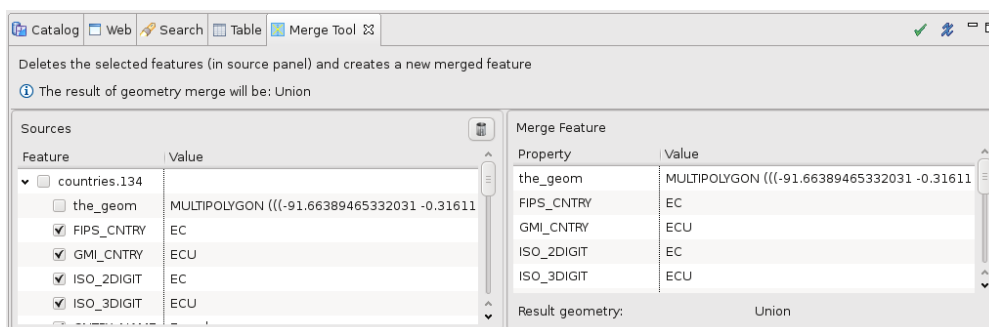 Catalog Web Search Table Merge Tool
Deletes the selected features (in source panel) and creates a new merged feature
The result of geometry merge will be: Union
Sources
Feature Value
countries.134
the_geom MULTIPOLYGON (((-91.66389465332031 -0.31611
FIPS_CNTRY EC
GMI_CNTRY ECU
ISO_2DIGIT EC
ISO_3DIGIT ECU
Merge Feature
Property Value
the_geom MULTIPOLYGON (((-91.66389465332031 -0.31611
FIPS_CNTRY EC
GMI_CNTRY ECU
ISO_2DIGIT EC
ISO_3DIGIT ECU
Result geometry: Union